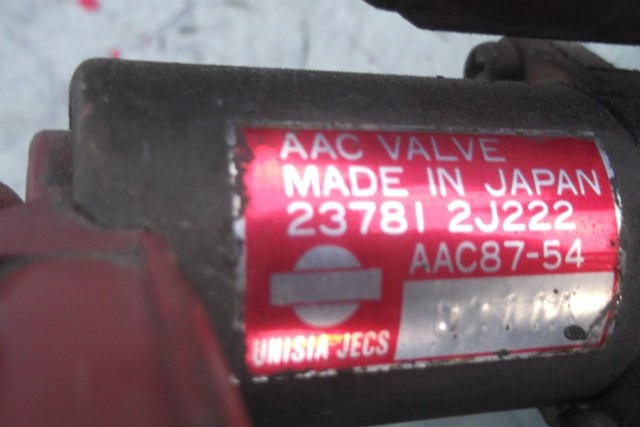 AAC VALVE
MADE IN JAPAN
23781 2J222
AAC87-54
UNISIA JECS